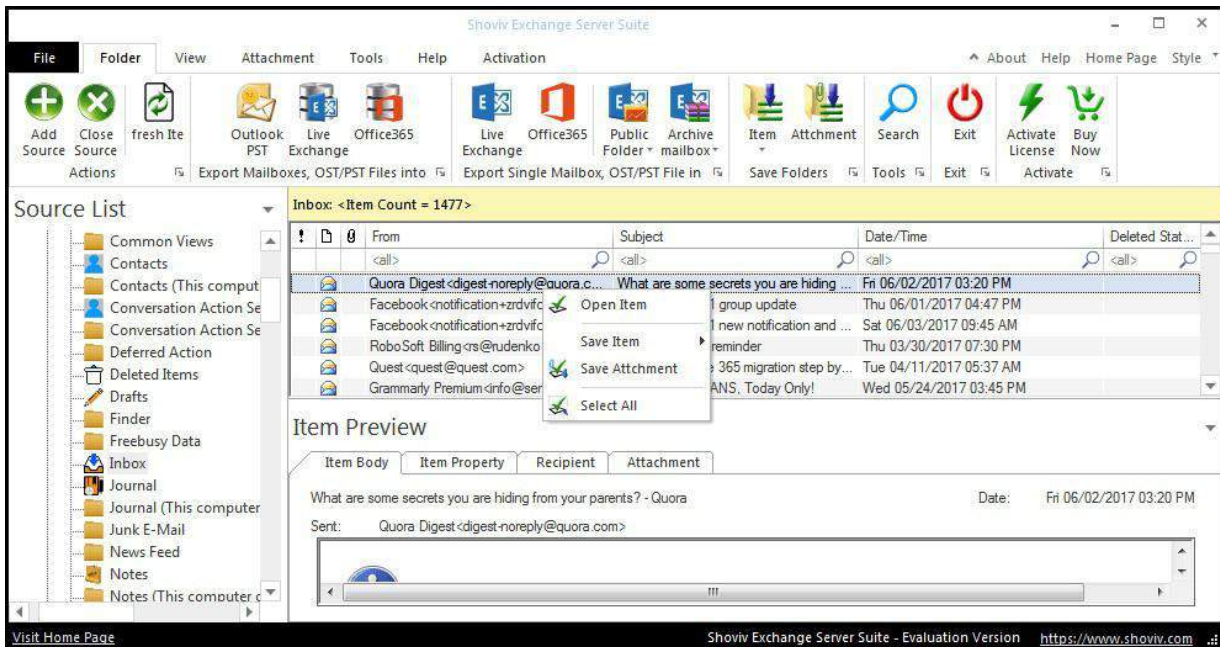 Shoviv Exchange Server Suite
File Folder View Attachment Tools Help Activation About Help Home Page Style
Add Source Close Source fresh Ite
Outlook PST Live Exchange Office365
Live Exchange Office365 Public Folder Archive mailbox
Item Attchment Search Exit Activate License Buy Now
Actions Export Mailboxes, OST/PST Files into Export Single Mailbox, OST/PST File in Save Folders Tools Exit Activate
Source List
Common Views
Contacts
Contacts (This comput
Conversation Action Se
Conversation Action Se
Deferred Action
Deleted Items
Drafts
Finder
Freebusy Data
Inbox
Journal
Journal (This computer
Junk E-Mail
News Feed
Notes
Notes (This computer c
Inbox: <Item Count = 1477>
! From Subject Date/Time Deleted Stat...
<all> <all> <all> <all>
Quora Digest<digest-noreply@quora.c... What are some secrets you are hiding ... Fri 06/02/2017 03:20 PM
Facebook<notification+zrdvifc 1 group update Thu 06/01/2017 04:47 PM
Facebook<notification+zrdvifc 1 new notification and ... Sat 06/03/2017 09:45 AM
RoboSoft Billing<rs@rudenko reminder Thu 03/30/2017 07:30 PM
Quest<quest@quest.com> 365 migration step by... Tue 04/11/2017 05:37 AM
Grammarly Premium<info@ser ANS, Today Only! Wed 05/24/2017 03:45 PM
Open Item
Save Item
Save Attchment
Select All
Item Preview
Item Body Item Property Recipient Attachment
What are some secrets you are hiding from your parents? - Quora Date: Fri 06/02/2017 03:20 PM
Sent: Quora Digest<digest-noreply@quora.com>
Visit Home Page Shoviv Exchange Server Suite - Evaluation Version https://www.shoviv.com